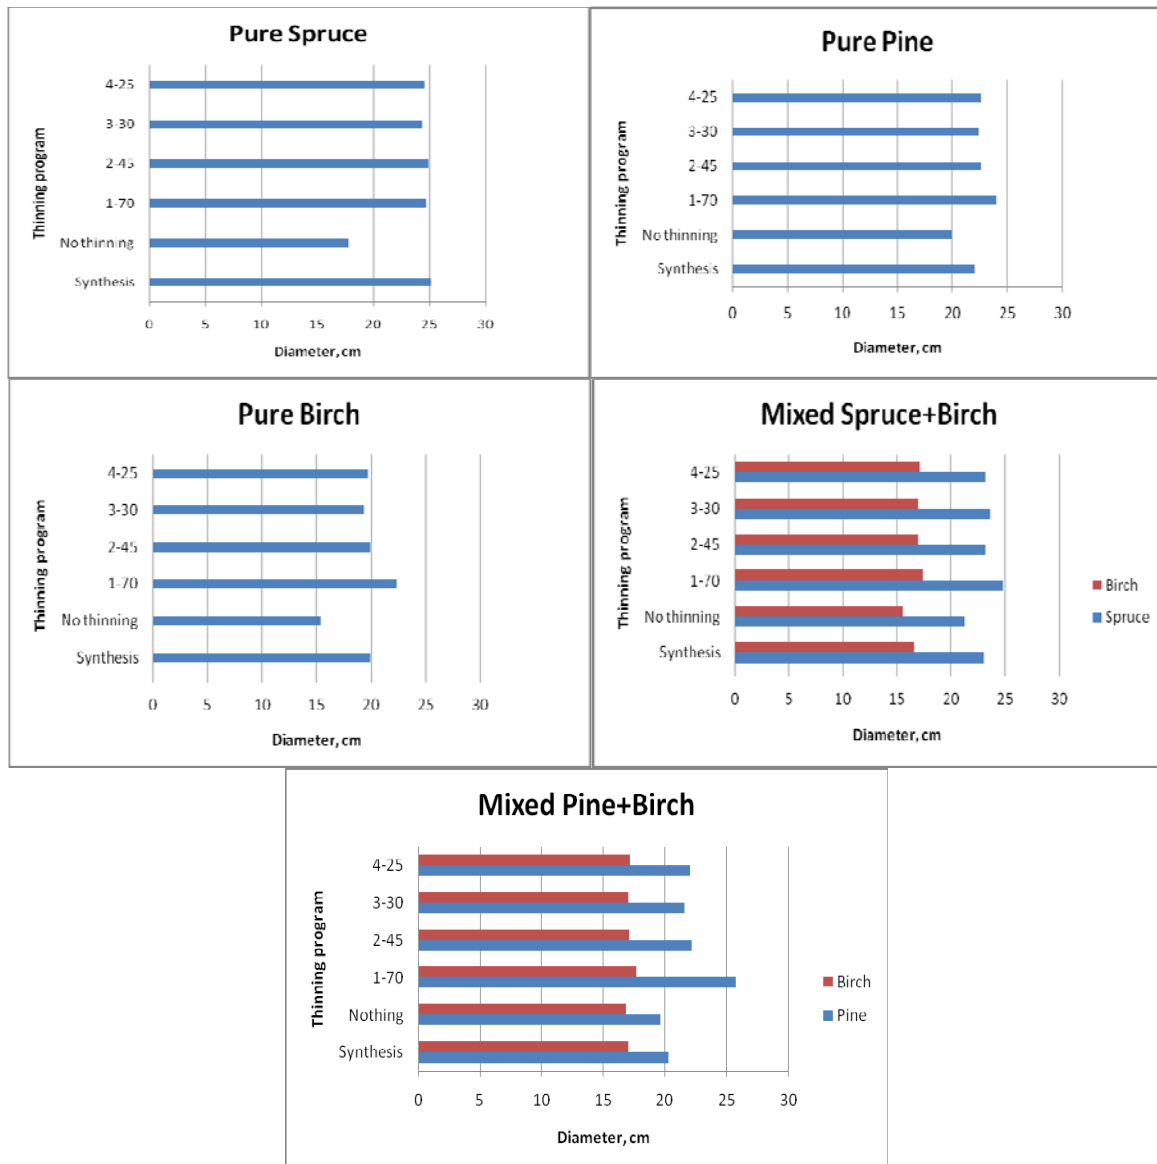 Pure Spruce
Thinning program
4-25
3-30
2-45
1-70
No thinning
Synthesis
0 5 10 15 20 25 30
Diameter, cm
Pure Pine
Thinning program
4-25
3-30
2-45
1-70
No thinning
Synthesis
0 5 10 15 20 25 30
Diameter, cm
Pure Birch
Thinning program
4-25
3-30
2-45
1-70
No thinning
Synthesis
0 5 10 15 20 25 30
Diameter, cm
Mixed Spruce+Birch
Thinning program
4-25
3-30
2-45
1-70
No thinning
Synthesis
0 5 10 15 20 25 30
Diameter, cm
Birch
Spruce
Mixed Pine+Birch
Thinning program
4-25
3-30
2-45
1-70
Nothing
Synthesis
0 5 10 15 20 25 30
Diameter, cm
Birch
Pine